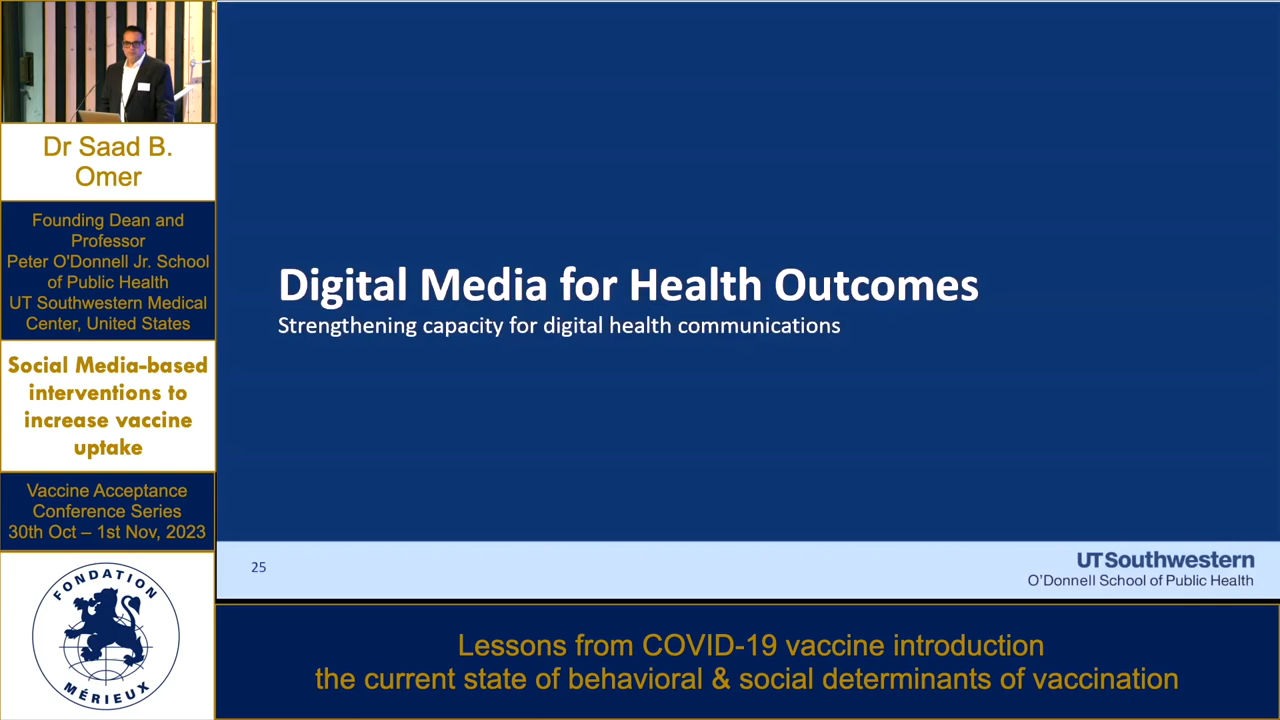 Dr Saad B.
Omer
Founding Dean and
Professor
Peter O'Donnell Jr. School
of Public Health
UT Southwestern Medical
Center, United States
Social Media-based
interventions to
increase vaccine
uptake
Vaccine Acceptance
Conference Series
30th Oct – 1st Nov, 2023
FONDATION
MÉRIEUX
Digital Media for Health Outcomes
Strengthening capacity for digital health communications
25
UTSouthwestern
O'Donnell School of Public Health
Lessons from COVID-19 vaccine introduction
the current state of behavioral & social determinants of vaccination